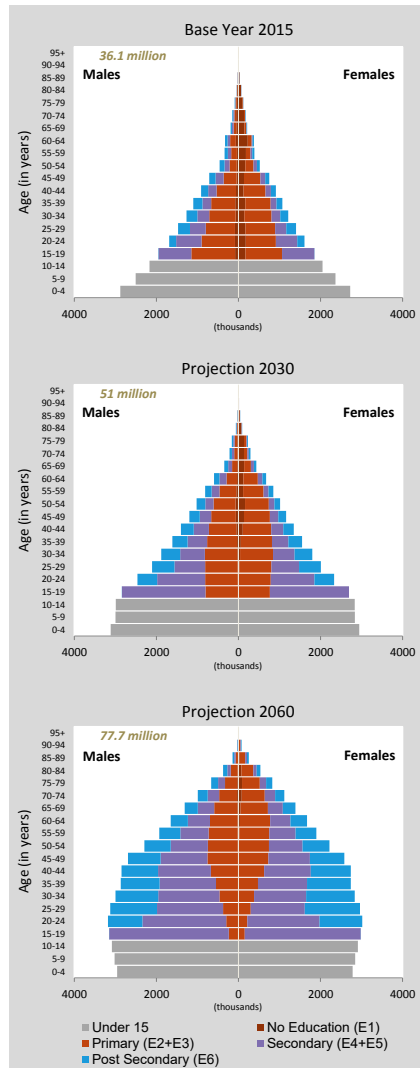 Base Year 2015
36.1 million
Males
Females
Age (in years)
95+
90-94
85-89
80-84
75-79
70-74
65-69
60-64
55-59
50-54
45-49
40-44
35-39
30-34
25-29
20-24
15-19
10-14
5-9
0-4
4000 2000 0 2000 4000
(thousands)
Projection 2030
51 million
Males
Females
Age (in years)
95+
90-94
85-89
80-84
75-79
70-74
65-69
60-64
55-59
50-54
45-49
40-44
35-39
30-34
25-29
20-24
15-19
10-14
5-9
0-4
4000 2000 0 2000 4000
(thousands)
Projection 2060
77.7 million
Males
Females
Age (in years)
95+
90-94
85-89
80-84
75-79
70-74
65-69
60-64
55-59
50-54
45-49
40-44
35-39
30-34
25-29
20-24
15-19
10-14
5-9
0-4
4000 2000 0 2000 4000
(thousands)
Under 15 No Education (E1)
Primary (E2+E3) Secondary (E4+E5)
Post Secondary (E6)